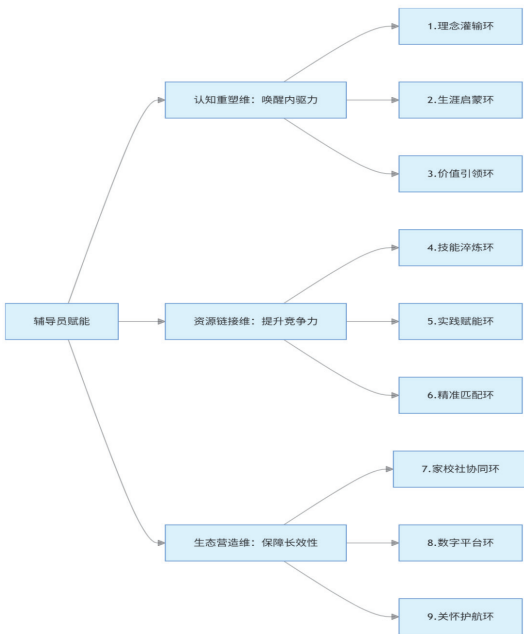 1.理念灌输环
认知重塑维：唤醒内驱力
2.生涯启蒙环
3.价值引领环
4.技能淬炼环
辅导员赋能
资源链接维：提升竞争力
5.实践赋能环
6.精准匹配环
7.家校社协同环
生态营造维：保障长效性
8.数字平台环
9.关怀护航环